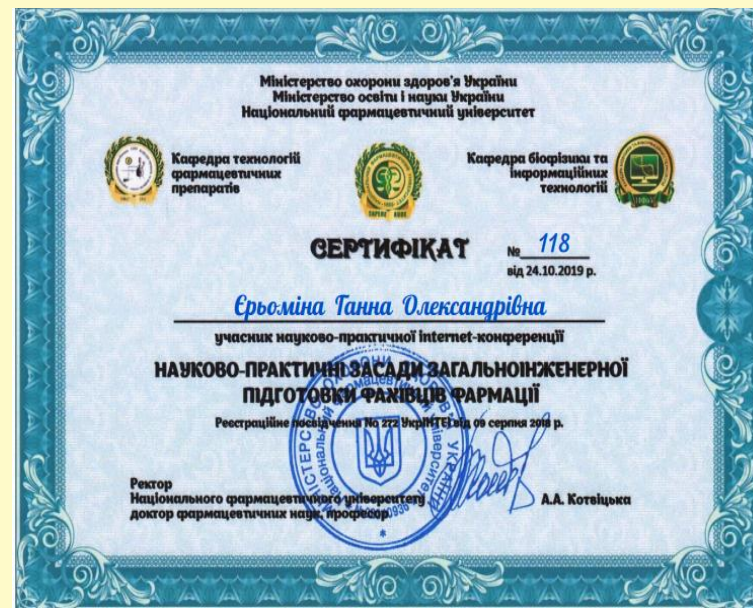 Міністерство охорони здоров'я України
Міністерство освіти і науки України
Національний фармацевтичний університет
Кафедра технологій
фармацевтичних
препаратів
Кафедра біофізики та
інформаційних
технологій
SAPERE AUDE
СЕРТИФІКАТ
№ 118
від 24.10.2019 р.
Єрьоміна Ганна Олександрівна
учасник науково-практичної internet-конференції
НАУКОВО-ПРАКТИЧНІ ЗАСАДИ ЗАГАЛЬНОІНЖЕНЕРНОЇ
ПІДГОТОВКИ ФАХІВЦІВ ФАРМАЦІЇ
Реєстраційне посвідчення № 272 УкрІНТЕІ від 09 серпня 2018 р.
Ректор
Національного фармацевтичного університету
доктор фармацевтичних наук, професор
А.А. Котвіцька